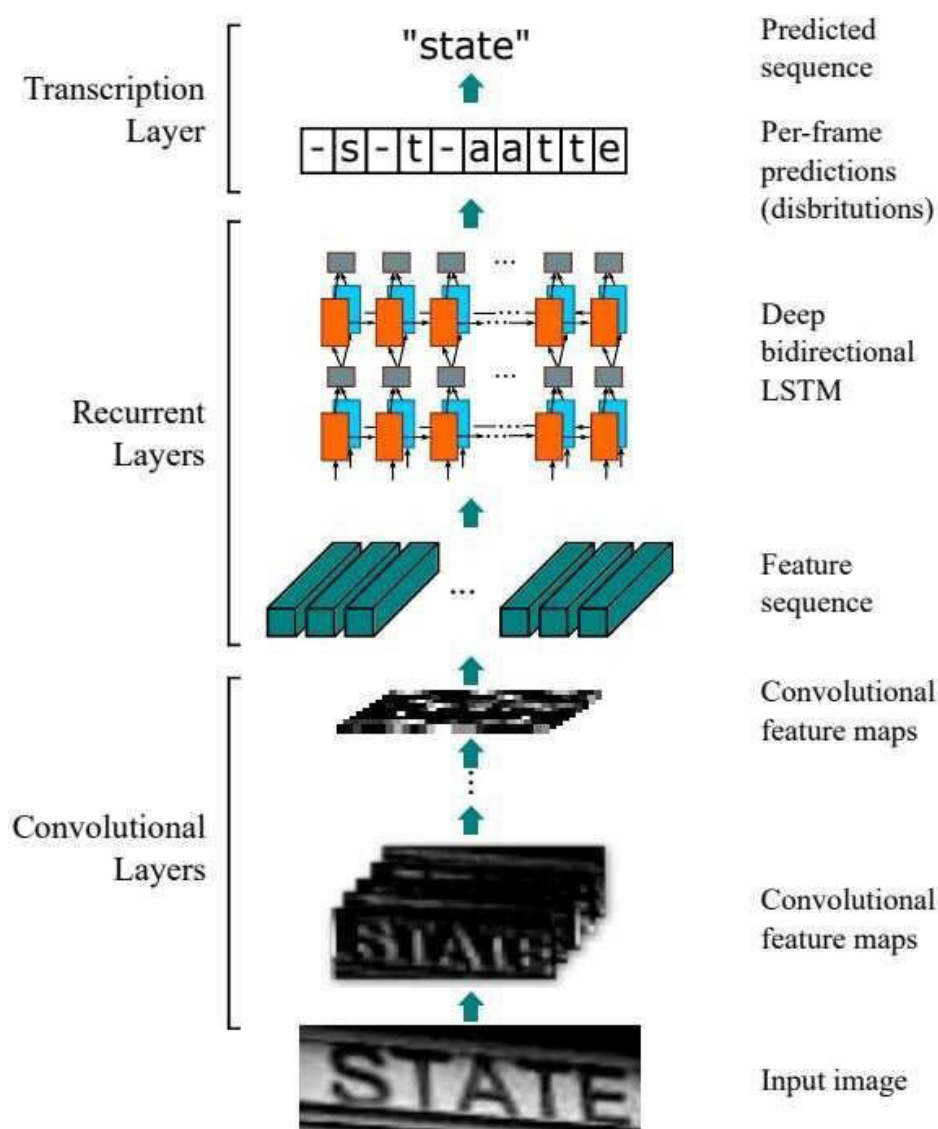 "state"
Predicted
sequence
Transcription
Layer
-s-t-aatte
Per-frame
predictions
(disbritutions)
...
...
...
Deep
bidirectional
LSTM
...
...
Recurrent
Layers
...
Feature
sequence
Convolutional
feature maps
...
Convolutional
Layers
STATE
Convolutional
feature maps
STATE
Input image